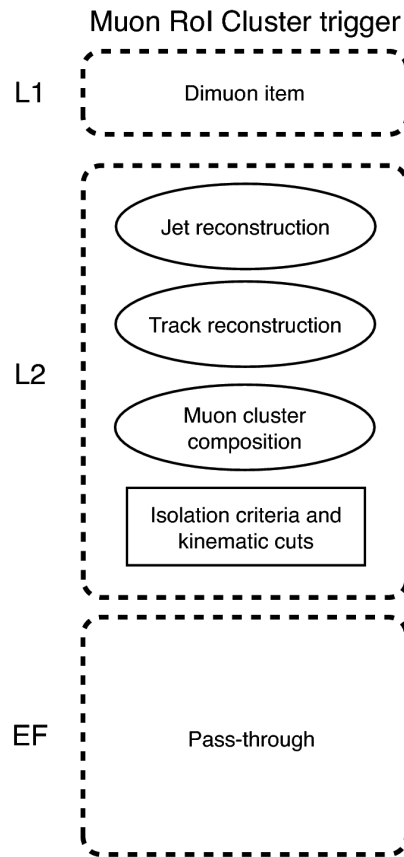 Muon RoI Cluster trigger
L1
Dimuon item
Jet reconstruction
Track reconstruction
L2
Muon cluster
composition
Isolation criteria and
kinematic cuts
EF
Pass-through